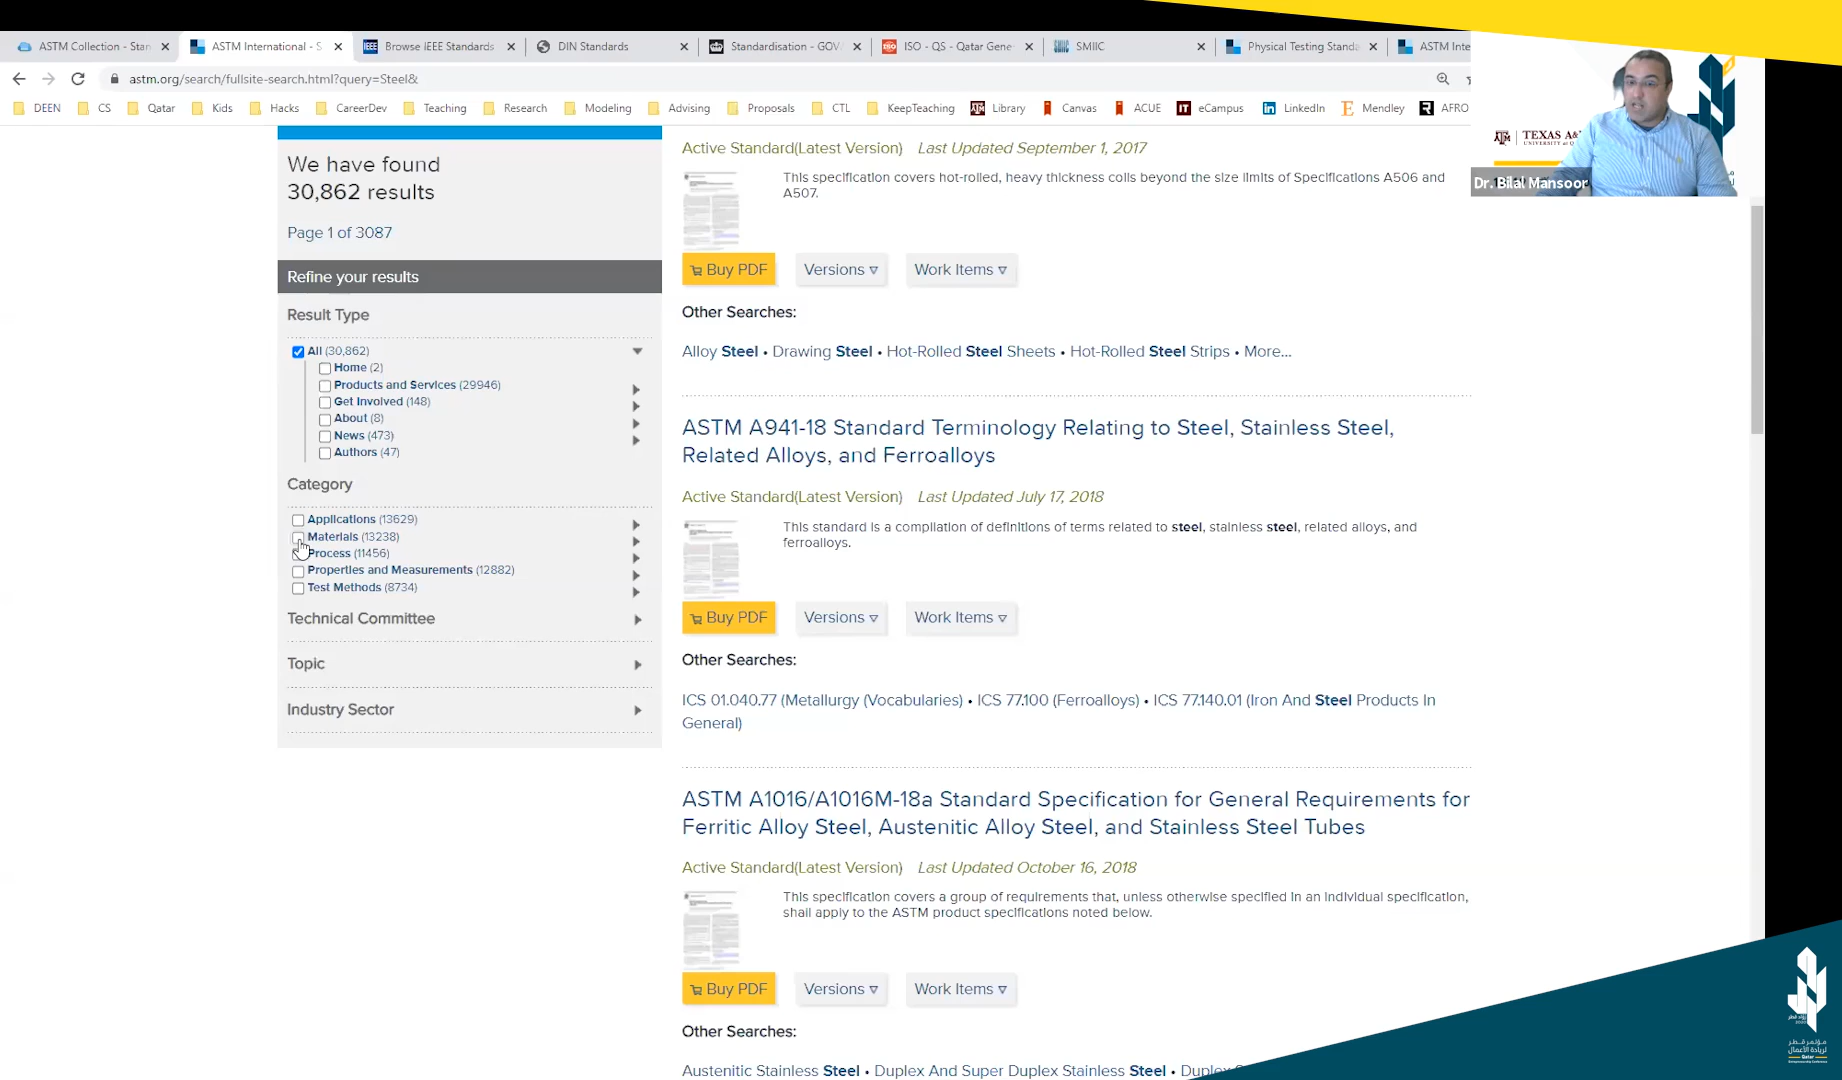 ASTM Collection - Stan
ASTM International - S
Browse IEEE Standards
DIN Standards
Standardisation - GOV
ISO - QS - Qatar Gene
SMIIC
Physical Testing Standa
ASTM Inte
astm.org/search/fullsite-search.html?query=Steel&
DEEN
CS
Qatar
Kids
Hacks
CareerDev
Teaching
Research
Modeling
Advising
Proposals
CTL
KeepTeaching
Library
Canvas
ACUE
eCampus
LinkedIn
Mendley
AFRO
TEXAS A&
Dr. Bilal Mansoor
We have found
30,862 results
Page 1 of 3087
Refine your results
Result Type
All (30,862)
Home (2)
Products and Services (29946)
Get Involved (148)
About (8)
News (473)
Authors (47)
Category
Applications (13629)
Materials (13238)
Process (11456)
Properties and Measurements (12882)
Test Methods (8734)
Technical Committee
Topic
Industry Sector
Active Standard(Latest Version) Last Updated September 1, 2017
This specification covers hot-rolled, heavy thickness coils beyond the size limits of Specifications A506 and
A507.
Buy PDF
Versions
Work Items
Other Searches:
Alloy Steel • Drawing Steel • Hot-Rolled Steel Sheets • Hot-Rolled Steel Strips • More...
ASTM A941-18 Standard Terminology Relating to Steel, Stainless Steel,
Related Alloys, and Ferroalloys
Active Standard(Latest Version) Last Updated July 17, 2018
This standard is a compilation of definitions of terms related to steel, stainless steel, related alloys, and
ferroalloys.
Buy PDF
Versions
Work Items
Other Searches:
ICS 01.040.77 (Metallurgy (Vocabularies) • ICS 77.100 (Ferroalloys) • ICS 77.140.01 (Iron And Steel Products In
General)
ASTM A1016/A1016M-18a Standard Specification for General Requirements for
Ferritic Alloy Steel, Austenitic Alloy Steel, and Stainless Steel Tubes
Active Standard(Latest Version) Last Updated October 16, 2018
This specification covers a group of requirements that, unless otherwise specified in an individual specification,
shall apply to the ASTM product specifications noted below.
Buy PDF
Versions
Work Items
Other Searches:
Austenitic Stainless Steel • Duplex And Super Duplex Stainless Steel • Duplex
مؤتمر قطر
لريادة الأعمال